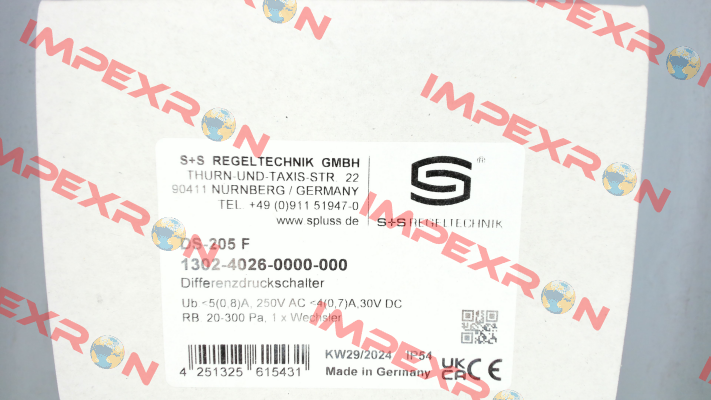 S+S REGELTECHNIK GMBH
THURN-UND-TAXIS-STR. 22
90411 NÜRNBERG / GERMANY
TEL. +49 (0)911 51947-0
www.spluss.de
S+S REGELTECHNIK
DS-205 F
1302-4026-0000-000
Differenzdruckschalter
Ub <5(0,8)A, 250V AC <4(0,7)A,30V DC
RB. 20-300 Pa, 1 x Wechsler
4 251325 615431
KW29/2024 IP54
Made in Germany
UK CA CE
IMPEXRON
IMPEXRON
IMPEXRON
IMPEXRON
IMPEXRON
IMPEXRON